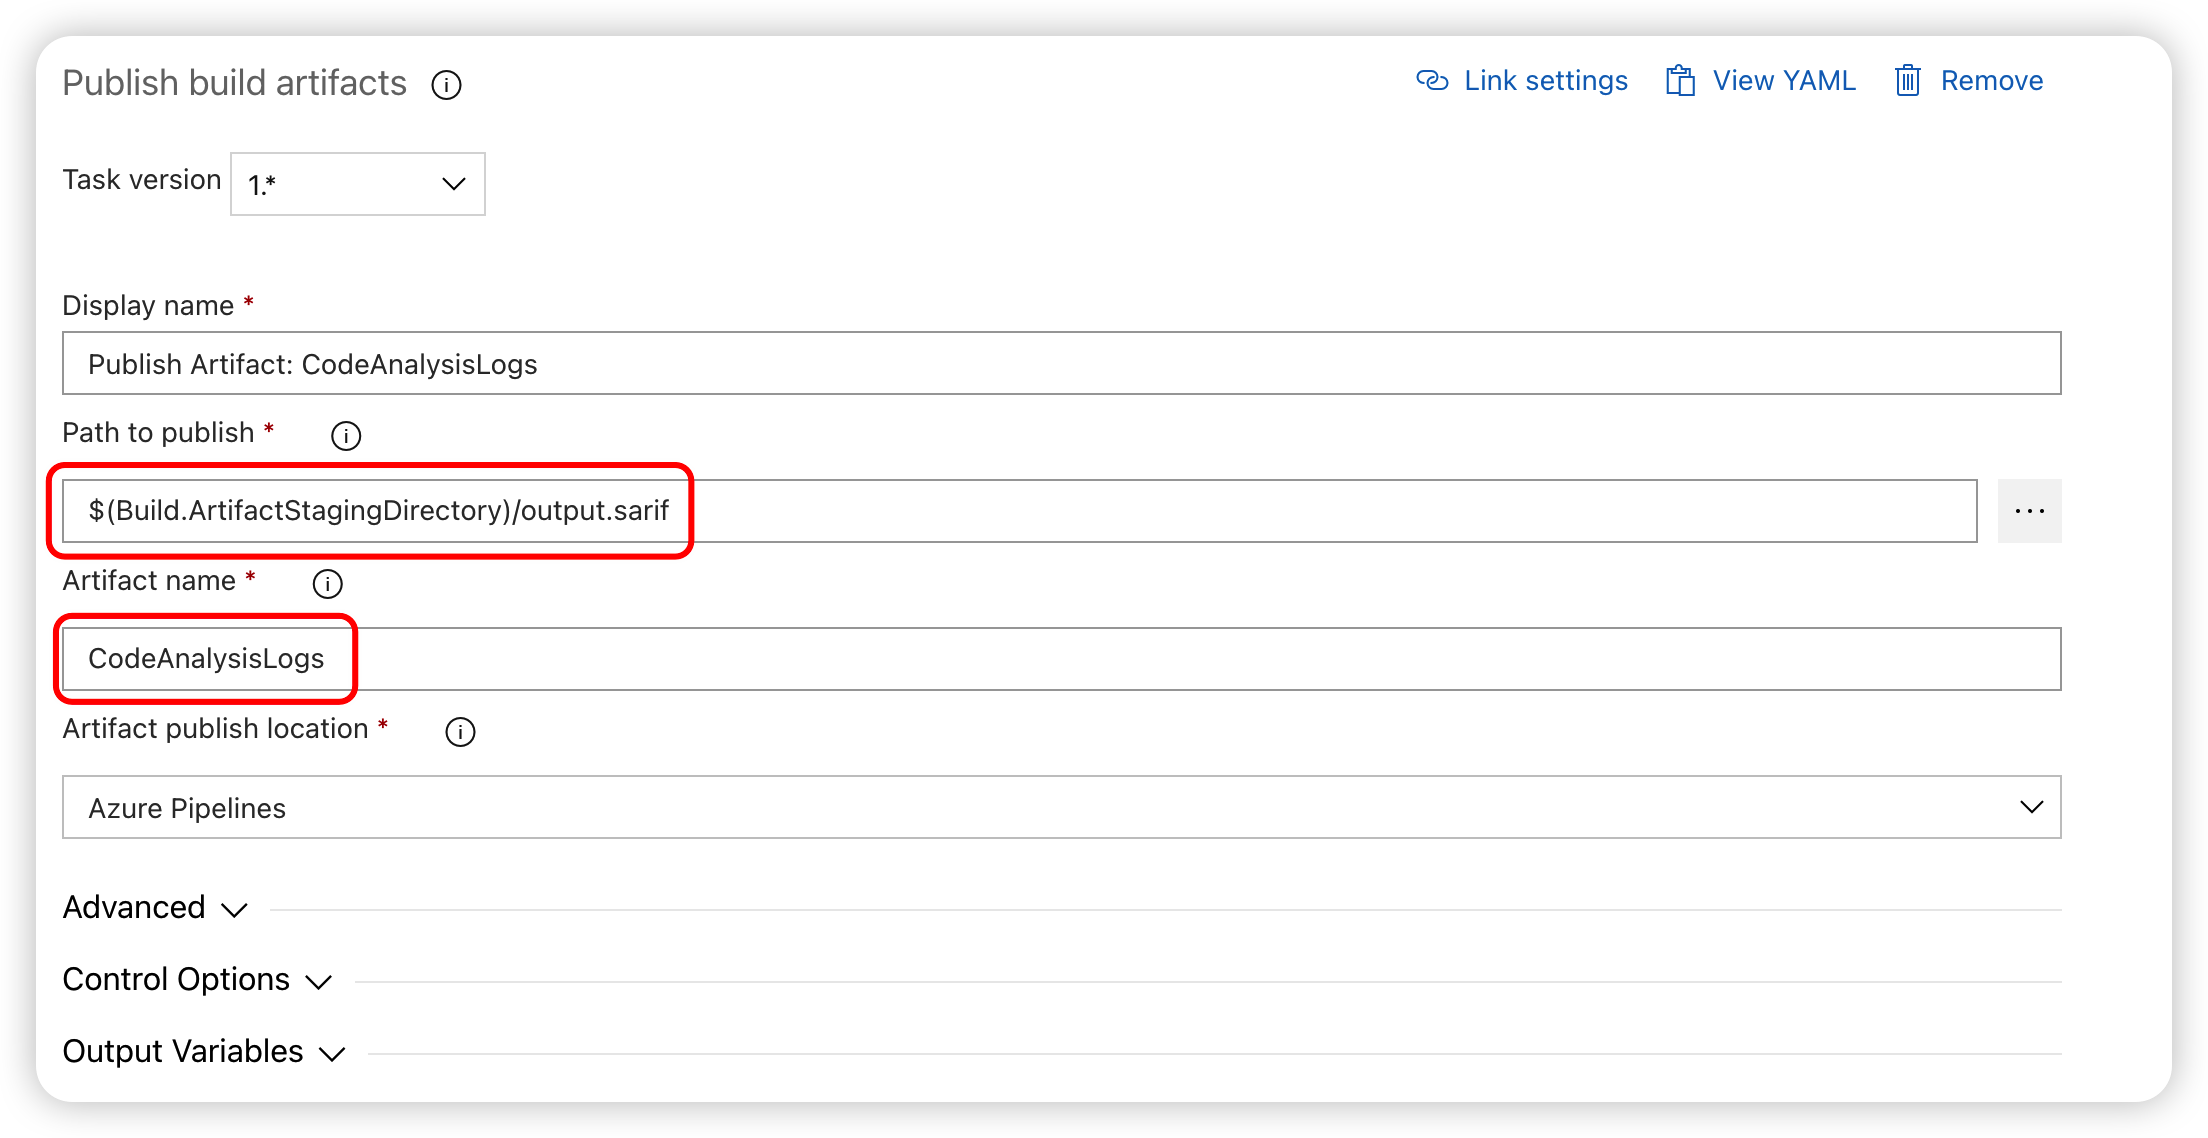 Publish build artifacts
Link settings View YAML Remove
Task version 1.*
Display name *
Publish Artifact: CodeAnalysisLogs
Path to publish *
$(Build.ArtifactStagingDirectory)/output.sarif
Artifact name *
CodeAnalysisLogs
Artifact publish location *
Azure Pipelines
Advanced
Control Options
Output Variables